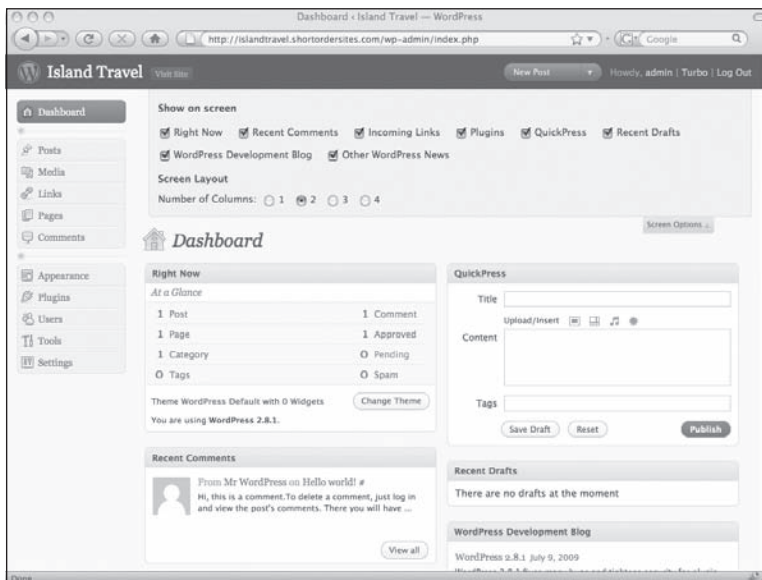 Dashboard ‹ Island Travel — WordPress
http://islandtravel.shortordersites.com/wp-admin/index.php
Google
Island Travel Visit Site New Post Howdy, admin | Turbo | Log Out
Dashboard
Posts
Media
Links
Pages
Comments
Appearance
Plugins
Users
Tools
Settings
Show on screen
Right Now Recent Comments Incoming Links Plugins QuickPress Recent Drafts
WordPress Development Blog Other WordPress News
Screen Layout
Number of Columns: 1 2 3 4
Screen Options
Dashboard
Right Now
At a Glance
1 Post 1 Comment
1 Page 1 Approved
1 Category 0 Pending
0 Tags 0 Spam
Theme WordPress Default with 0 Widgets Change Theme
You are using WordPress 2.8.1.
Recent Comments
From Mr WordPress on Hello world! #
Hi, this is a comment.To delete a comment, just log in
and view the post's comments. There you will have ...
View all
QuickPress
Title
Upload/Insert
Content
Tags
Save Draft Reset Publish
Recent Drafts
There are no drafts at the moment
WordPress Development Blog
WordPress 2.8.1 July 9, 2009
Done